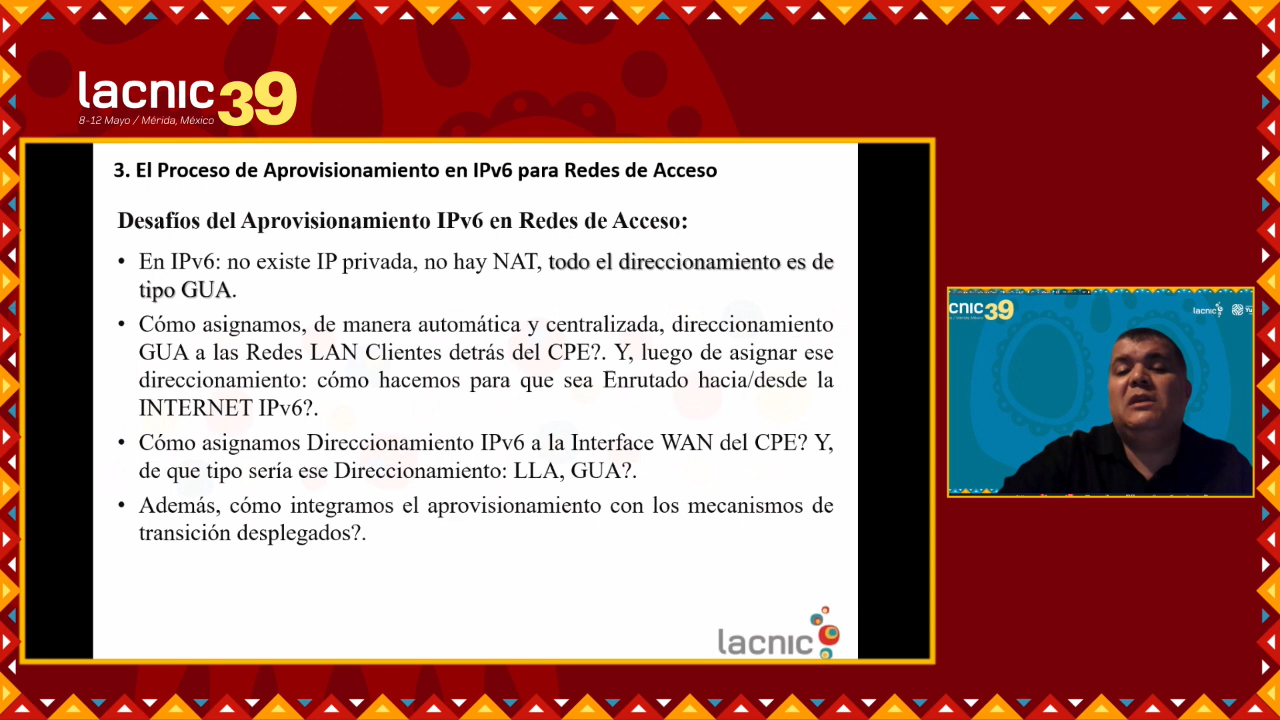 lacnic 39
8-12 Mayo / Mérida, México
3. El Proceso de Aprovisionamiento en IPv6 para Redes de Acceso
Desafíos del Aprovisionamiento IPv6 en Redes de Acceso:
• En IPv6: no existe IP privada, no hay NAT, todo el direccionamiento es de
tipo GUA.
• Cómo asignamos, de manera automática y centralizada, direccionamiento
GUA a las Redes LAN Clientes detrás del CPE?. Y, luego de asignar ese
direccionamiento: cómo hacemos para que sea Enrutado hacia/desde la
INTERNET IPv6?.
• Cómo asignamos Direccionamiento IPv6 a la Interface WAN del CPE? Y,
de que tipo sería ese Direccionamiento: LLA, GUA?.
• Además, cómo integramos el aprovisionamiento con los mecanismos de
transición desplegados?.
lacnic
cnic 39
lacnic